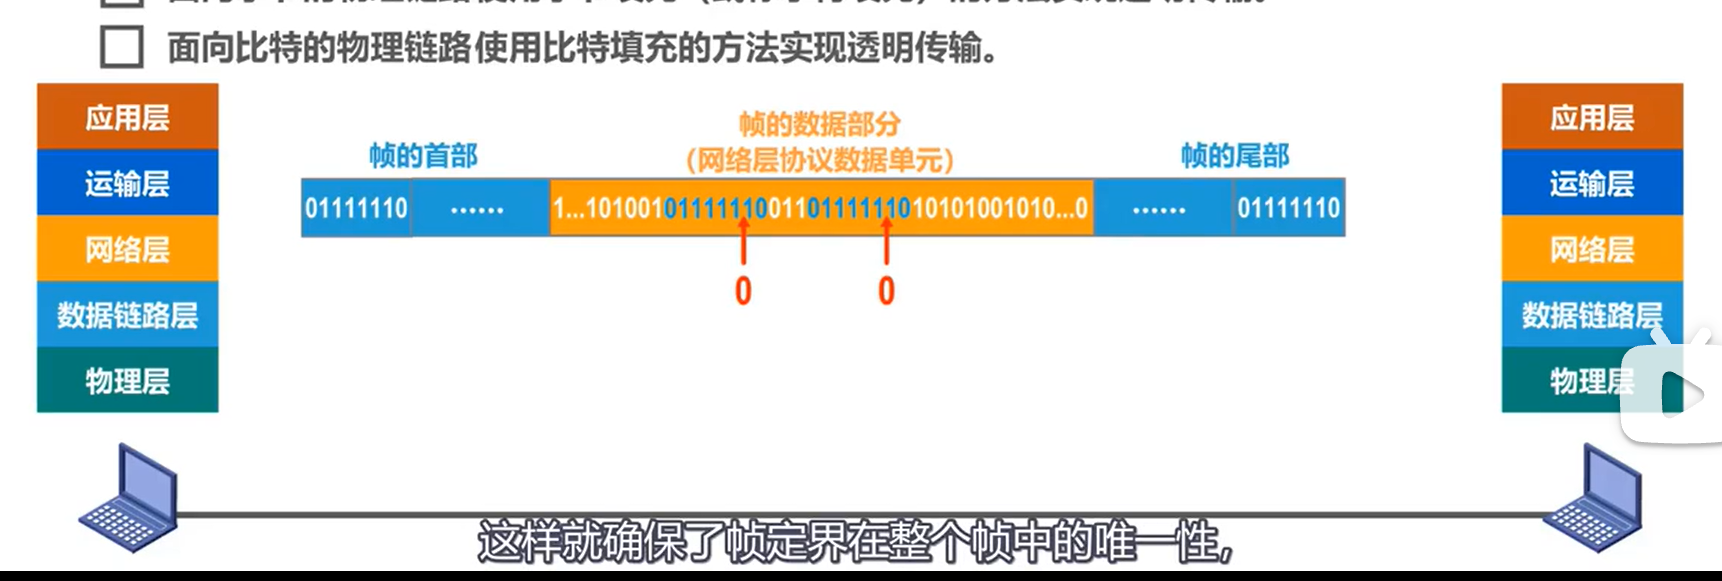 面向比特的物理链路使用比特填充的方法实现透明传输。
应用层
运输层
网络层
数据链路层
物理层
帧的首部
帧的数据部分
（网络层协议数据单元）
帧的尾部
01111110 …… 1...1010010111111100110111111101010100101​0...0 …… 01111110
0 0
应用层
运输层
网络层
数据链路层
物理层
这样就确保了帧定界在整个帧中的唯一性,